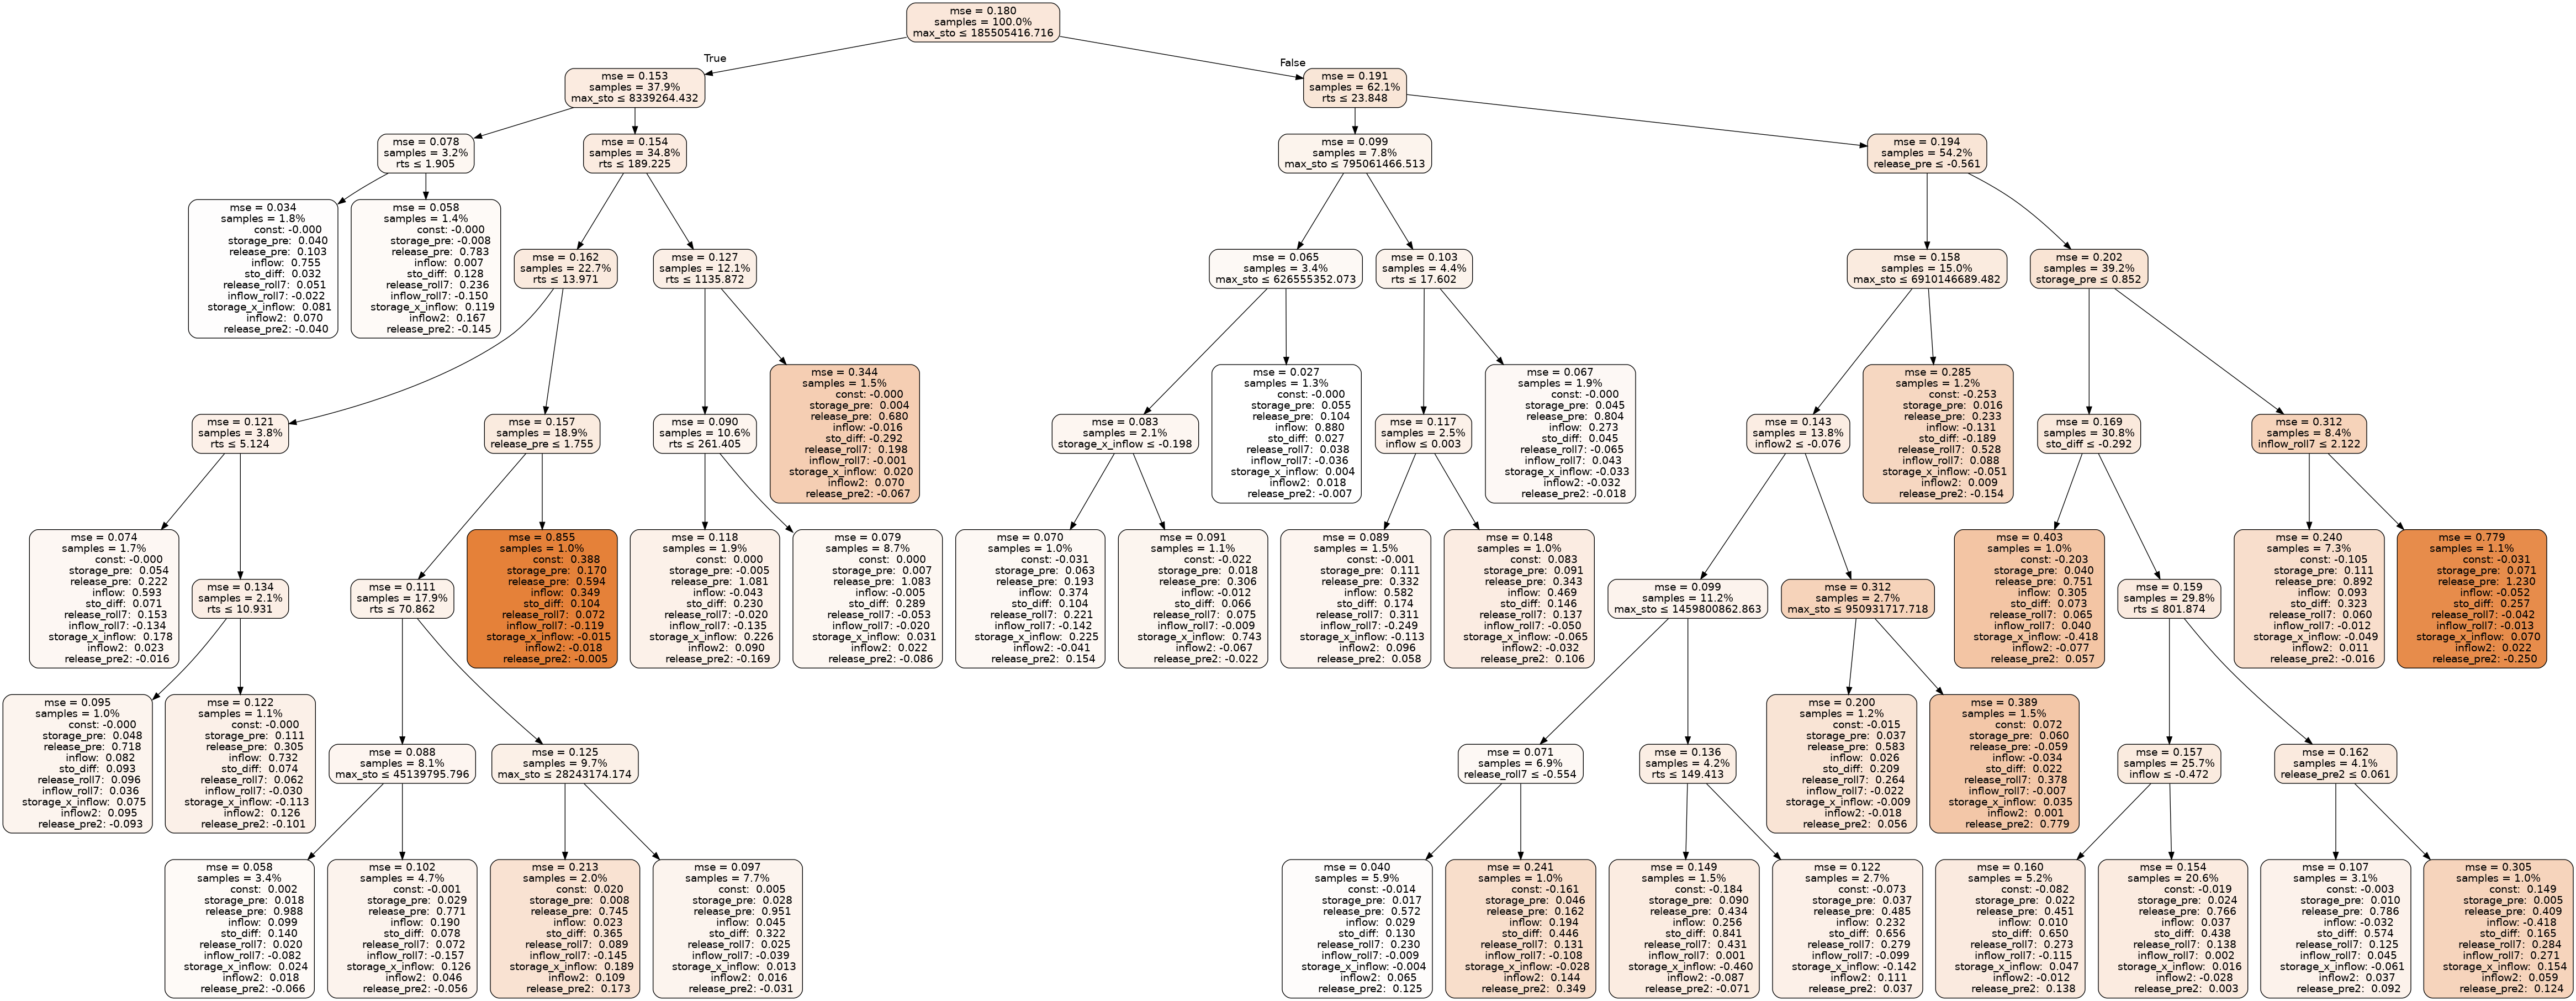 mse = 0.180
samples = 100.0%
max_sto ≤ 185505416.716
True
False
mse = 0.153
samples = 37.9%
max_sto ≤ 8339264.432
mse = 0.191
samples = 62.1%
rts ≤ 23.848
mse = 0.078
samples = 3.2%
rts ≤ 1.905
mse = 0.154
samples = 34.8%
rts ≤ 189.225
mse = 0.099
samples = 7.8%
max_sto ≤ 795061466.513
mse = 0.194
samples = 54.2%
release_pre ≤ -0.561
mse = 0.034
samples = 1.8%
const: -0.000
storage_pre: 0.040
release_pre: 0.103
inflow: 0.755
sto_diff: 0.032
release_roll7: 0.051
inflow_roll7: -0.022
storage_x_inflow: 0.081
inflow2: 0.070
release_pre2: -0.040
mse = 0.058
samples = 1.4%
const: -0.000
storage_pre: -0.008
release_pre: 0.783
inflow: 0.007
sto_diff: 0.128
release_roll7: 0.236
inflow_roll7: -0.150
storage_x_inflow: 0.119
inflow2: 0.167
release_pre2: -0.145
mse = 0.162
samples = 22.7%
rts ≤ 13.971
mse = 0.127
samples = 12.1%
rts ≤ 1135.872
mse = 0.065
samples = 3.4%
max_sto ≤ 626555352.073
mse = 0.103
samples = 4.4%
rts ≤ 17.602
mse = 0.158
samples = 15.0%
max_sto ≤ 6910146689.482
mse = 0.202
samples = 39.2%
storage_pre ≤ 0.852
mse = 0.121
samples = 3.8%
rts ≤ 5.124
mse = 0.157
samples = 18.9%
release_pre ≤ 1.755
mse = 0.090
samples = 10.6%
rts ≤ 261.405
mse = 0.344
samples = 1.5%
const: -0.000
storage_pre: 0.004
release_pre: 0.680
inflow: -0.016
sto_diff: -0.292
release_roll7: 0.198
inflow_roll7: -0.001
storage_x_inflow: 0.020
inflow2: 0.070
release_pre2: -0.067
mse = 0.083
samples = 2.1%
storage_x_inflow ≤ -0.198
mse = 0.027
samples = 1.3%
const: -0.000
storage_pre: 0.055
release_pre: 0.104
inflow: 0.880
sto_diff: 0.027
release_roll7: 0.038
inflow_roll7: -0.036
storage_x_inflow: 0.004
inflow2: 0.018
release_pre2: -0.007
mse = 0.117
samples = 2.5%
inflow ≤ 0.003
mse = 0.067
samples = 1.9%
const: -0.000
storage_pre: 0.045
release_pre: 0.804
inflow: 0.273
sto_diff: 0.045
release_roll7: -0.065
inflow_roll7: 0.043
storage_x_inflow: -0.033
inflow2: -0.032
release_pre2: -0.018
mse = 0.143
samples = 13.8%
inflow2 ≤ -0.076
mse = 0.285
samples = 1.2%
const: -0.253
storage_pre: 0.016
release_pre: 0.233
inflow: -0.131
sto_diff: -0.189
release_roll7: 0.528
inflow_roll7: 0.088
storage_x_inflow: -0.051
inflow2: 0.009
release_pre2: -0.154
mse = 0.169
samples = 30.8%
sto_diff ≤ -0.292
mse = 0.312
samples = 8.4%
inflow_roll7 ≤ 2.122
mse = 0.074
samples = 1.7%
const: -0.000
storage_pre: 0.054
release_pre: 0.222
inflow: 0.593
sto_diff: 0.071
release_roll7: 0.153
inflow_roll7: -0.134
storage_x_inflow: 0.178
inflow2: 0.023
release_pre2: -0.016
mse = 0.134
samples = 2.1%
rts ≤ 10.931
mse = 0.111
samples = 17.9%
rts ≤ 70.862
mse = 0.855
samples = 1.0%
const: 0.388
storage_pre: 0.170
release_pre: 0.594
inflow: 0.349
sto_diff: 0.104
release_roll7: 0.072
inflow_roll7: -0.119
storage_x_inflow: -0.015
inflow2: -0.018
release_pre2: -0.005
mse = 0.118
samples = 1.9%
const: 0.000
storage_pre: -0.005
release_pre: 1.081
inflow: -0.043
sto_diff: 0.230
release_roll7: -0.020
inflow_roll7: -0.135
storage_x_inflow: 0.226
inflow2: 0.090
release_pre2: -0.169
mse = 0.079
samples = 8.7%
const: 0.000
storage_pre: 0.007
release_pre: 1.083
inflow: -0.005
sto_diff: 0.289
release_roll7: -0.053
inflow_roll7: -0.020
storage_x_inflow: 0.031
inflow2: 0.022
release_pre2: -0.086
mse = 0.070
samples = 1.0%
const: -0.031
storage_pre: 0.063
release_pre: 0.193
inflow: 0.374
sto_diff: 0.104
release_roll7: 0.221
inflow_roll7: -0.142
storage_x_inflow: 0.225
inflow2: -0.041
release_pre2: 0.154
mse = 0.091
samples = 1.1%
const: -0.022
storage_pre: 0.018
release_pre: 0.306
inflow: -0.012
sto_diff: 0.066
release_roll7: 0.075
inflow_roll7: -0.009
storage_x_inflow: 0.743
inflow2: -0.067
release_pre2: -0.022
mse = 0.089
samples = 1.5%
const: -0.001
storage_pre: 0.111
release_pre: 0.332
inflow: 0.582
sto_diff: 0.174
release_roll7: 0.311
inflow_roll7: -0.249
storage_x_inflow: -0.113
inflow2: 0.096
release_pre2: 0.058
mse = 0.148
samples = 1.0%
const: 0.083
storage_pre: 0.091
release_pre: 0.343
inflow: 0.469
sto_diff: 0.146
release_roll7: 0.137
inflow_roll7: -0.050
storage_x_inflow: -0.065
inflow2: -0.032
release_pre2: 0.106
mse = 0.099
samples = 11.2%
max_sto ≤ 1459800862.863
mse = 0.312
samples = 2.7%
max_sto ≤ 950931717.718
mse = 0.403
samples = 1.0%
const: -0.203
storage_pre: 0.040
release_pre: 0.751
inflow: 0.305
sto_diff: 0.073
release_roll7: 0.065
inflow_roll7: 0.040
storage_x_inflow: -0.418
inflow2: -0.077
release_pre2: 0.057
mse = 0.159
samples = 29.8%
rts ≤ 801.874
mse = 0.240
samples = 7.3%
const: -0.105
storage_pre: 0.111
release_pre: 0.892
inflow: 0.093
sto_diff: 0.323
release_roll7: 0.060
inflow_roll7: -0.012
storage_x_inflow: -0.049
inflow2: 0.011
release_pre2: -0.016
mse = 0.779
samples = 1.1%
const: -0.031
storage_pre: 0.071
release_pre: 1.230
inflow: -0.052
sto_diff: 0.257
release_roll7: -0.042
inflow_roll7: -0.013
storage_x_inflow: 0.070
inflow2: 0.022
release_pre2: -0.250
mse = 0.095
samples = 1.0%
const: -0.000
storage_pre: 0.048
release_pre: 0.718
inflow: 0.082
sto_diff: 0.093
release_roll7: 0.096
inflow_roll7: 0.036
storage_x_inflow: 0.075
inflow2: 0.095
release_pre2: -0.093
mse = 0.122
samples = 1.1%
const: -0.000
storage_pre: 0.111
release_pre: 0.305
inflow: 0.732
sto_diff: 0.074
release_roll7: 0.062
inflow_roll7: -0.030
storage_x_inflow: -0.113
inflow2: 0.126
release_pre2: -0.101
mse = 0.088
samples = 8.1%
max_sto ≤ 45139795.796
mse = 0.125
samples = 9.7%
max_sto ≤ 28243174.174
mse = 0.071
samples = 6.9%
release_roll7 ≤ -0.554
mse = 0.136
samples = 4.2%
rts ≤ 149.413
mse = 0.200
samples = 1.2%
const: -0.015
storage_pre: 0.037
release_pre: 0.583
inflow: 0.026
sto_diff: 0.209
release_roll7: 0.264
inflow_roll7: -0.022
storage_x_inflow: -0.009
inflow2: -0.018
release_pre2: 0.056
mse = 0.389
samples = 1.5%
const: 0.072
storage_pre: 0.060
release_pre: -0.059
inflow: -0.034
sto_diff: 0.022
release_roll7: 0.378
inflow_roll7: -0.007
storage_x_inflow: 0.035
inflow2: 0.001
release_pre2: 0.779
mse = 0.157
samples = 25.7%
inflow ≤ -0.472
mse = 0.162
samples = 4.1%
release_pre2 ≤ 0.061
mse = 0.058
samples = 3.4%
const: 0.002
storage_pre: 0.018
release_pre: 0.988
inflow: 0.099
sto_diff: 0.140
release_roll7: 0.020
inflow_roll7: -0.082
storage_x_inflow: 0.024
inflow2: 0.018
release_pre2: -0.066
mse = 0.102
samples = 4.7%
const: -0.001
storage_pre: 0.029
release_pre: 0.771
inflow: 0.190
sto_diff: 0.078
release_roll7: 0.072
inflow_roll7: -0.157
storage_x_inflow: 0.126
inflow2: 0.046
release_pre2: -0.056
mse = 0.213
samples = 2.0%
const: 0.020
storage_pre: 0.008
release_pre: 0.745
inflow: 0.023
sto_diff: 0.365
release_roll7: 0.089
inflow_roll7: -0.145
storage_x_inflow: 0.189
inflow2: 0.109
release_pre2: 0.173
mse = 0.097
samples = 7.7%
const: 0.005
storage_pre: 0.028
release_pre: 0.951
inflow: 0.045
sto_diff: 0.322
release_roll7: 0.025
inflow_roll7: -0.039
storage_x_inflow: 0.013
inflow2: 0.016
release_pre2: -0.031
mse = 0.040
samples = 5.9%
const: -0.014
storage_pre: 0.017
release_pre: 0.572
inflow: 0.029
sto_diff: 0.130
release_roll7: 0.230
inflow_roll7: -0.009
storage_x_inflow: -0.004
inflow2: 0.065
release_pre2: 0.125
mse = 0.241
samples = 1.0%
const: -0.161
storage_pre: 0.046
release_pre: 0.162
inflow: 0.194
sto_diff: 0.446
release_roll7: 0.131
inflow_roll7: -0.108
storage_x_inflow: -0.028
inflow2: 0.144
release_pre2: 0.349
mse = 0.149
samples = 1.5%
const: -0.184
storage_pre: 0.090
release_pre: 0.434
inflow: 0.256
sto_diff: 0.841
release_roll7: 0.431
inflow_roll7: 0.001
storage_x_inflow: -0.460
inflow2: -0.087
release_pre2: -0.071
mse = 0.122
samples = 2.7%
const: -0.073
storage_pre: 0.037
release_pre: 0.485
inflow: 0.232
sto_diff: 0.656
release_roll7: 0.279
inflow_roll7: -0.099
storage_x_inflow: -0.142
inflow2: 0.111
release_pre2: 0.037
mse = 0.160
samples = 5.2%
const: -0.082
storage_pre: 0.022
release_pre: 0.451
inflow: 0.010
sto_diff: 0.650
release_roll7: 0.273
inflow_roll7: -0.115
storage_x_inflow: 0.047
inflow2: -0.012
release_pre2: 0.138
mse = 0.154
samples = 20.6%
const: -0.019
storage_pre: 0.024
release_pre: 0.766
inflow: 0.037
sto_diff: 0.438
release_roll7: 0.138
inflow_roll7: 0.002
storage_x_inflow: 0.016
inflow2: -0.028
release_pre2: 0.003
mse = 0.107
samples = 3.1%
const: -0.003
storage_pre: 0.010
release_pre: 0.786
inflow: -0.032
sto_diff: 0.574
release_roll7: 0.125
inflow_roll7: 0.045
storage_x_inflow: -0.061
inflow2: 0.037
release_pre2: 0.092
mse = 0.305
samples = 1.0%
const: 0.149
storage_pre: 0.005
release_pre: 0.409
inflow: -0.418
sto_diff: 0.165
release_roll7: 0.284
inflow_roll7: 0.271
storage_x_inflow: 0.154
inflow2: 0.059
release_pre2: 0.124